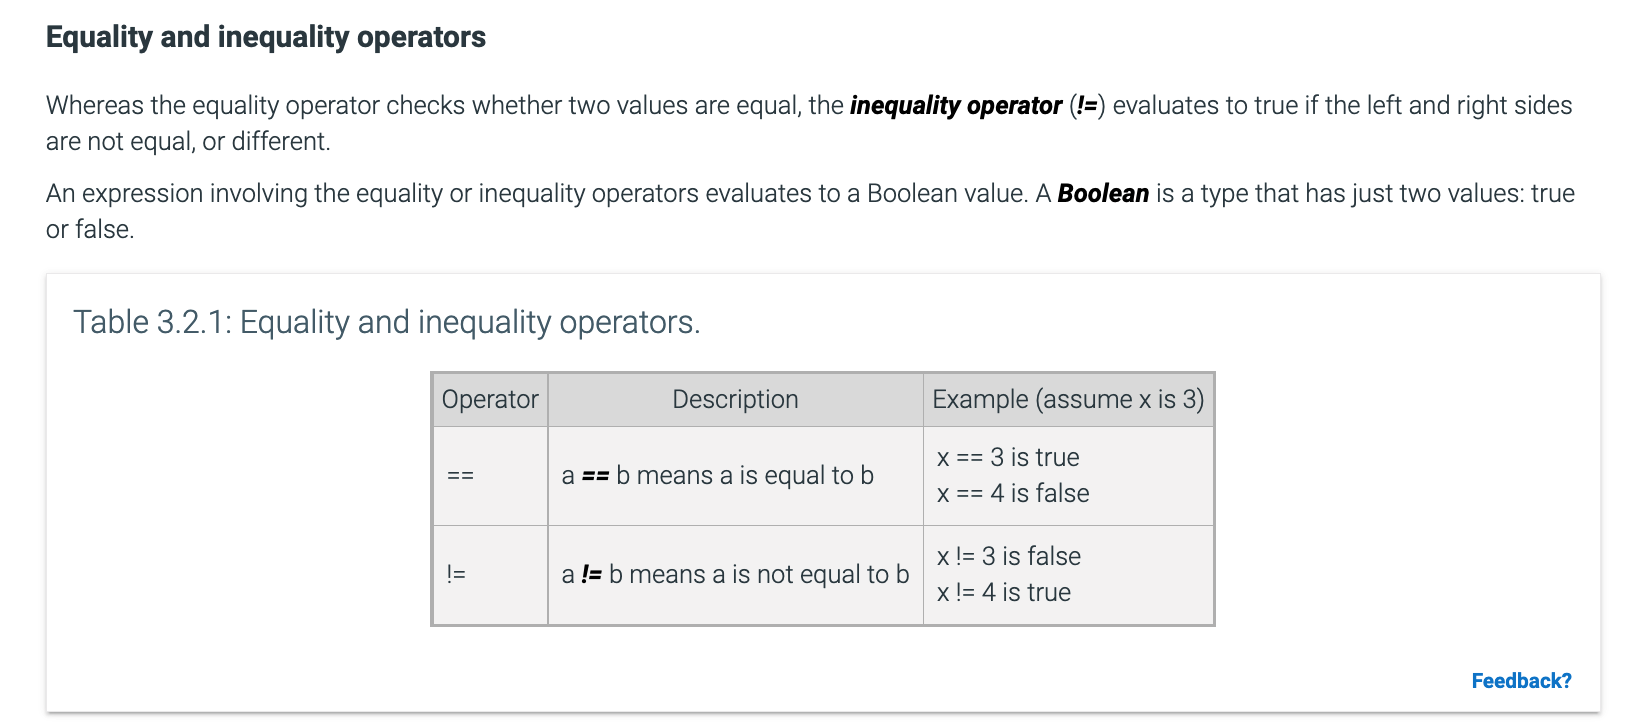 Equality and inequality operators
Whereas the equality operator checks whether two values are equal, the inequality operator (!=) evaluates to true if the left and right sides
are not equal, or different.
An expression involving the equality or inequality operators evaluates to a Boolean value. A Boolean is a type that has just two values: true
or false.
Table 3.2.1: Equality and inequality operators.
Operator Description Example (assume x is 3)
== a == b means a is equal to b x == 3 is true
x == 4 is false
!= a != b means a is not equal to b x != 3 is false
x != 4 is true
Feedback?